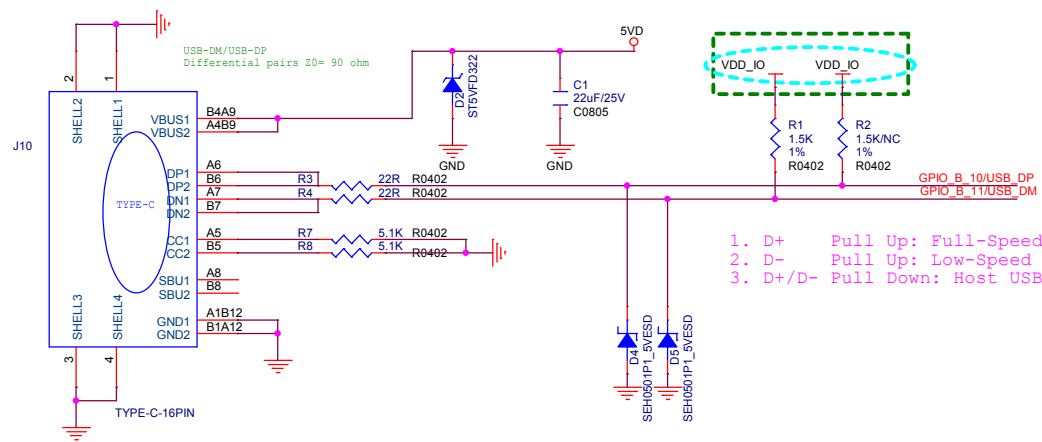 USB-DM/USB-DP
Differential pairs Z0= 90 ohm
5VD
VDD_IO
VDD_IO
2
1
SHELL2
SHELL1
D2
ST5VFD322
C1
22uF/25V
C0805
J10
VBUS1
B4A9
VBUS2
A4B9
GND
GND
R1
1.5K
1%
R0402
R2
1.5K/NC
1%
R0402
TYPE-C
DP1
A6
DP2
B6
R3
22R
R0402
DN1
A7
R4
22R
R0402
DN2
B7
GPIO_B_10/USB_DP
GPIO_B_11/USB_DM
CC1
A5
R7
5.1K
R0402
CC2
B5
R8
5.1K
R0402
1. D+ Pull Up: Full-Speed
2. D- Pull Up: Low-Speed
3. D+/D- Pull Down: Host USB
SBU1
A8
SBU2
B8
SHELL3
SHELL4
GND1
A1B12
GND2
B1A12
D4
SEH0501P1_5VESD
D5
SEH0501P1_5VESD
3
4
TYPE-C-16PIN